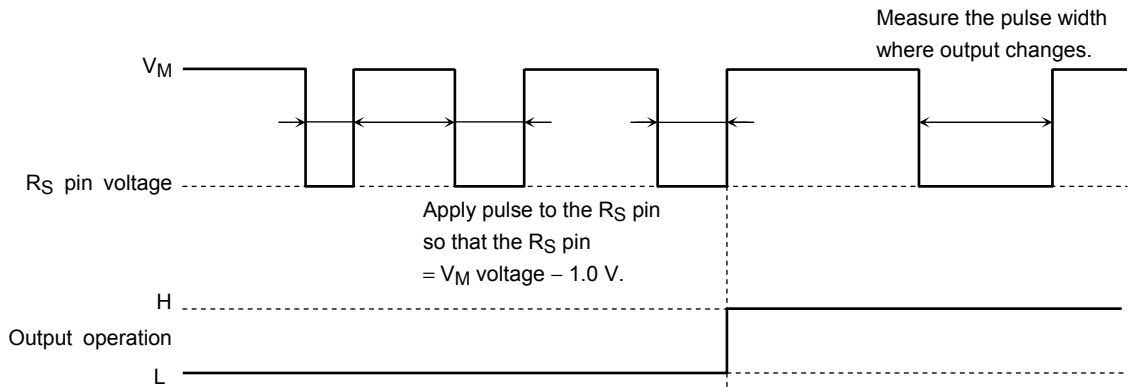 Measure the pulse width
where output changes.
VM
RS pin voltage
Apply pulse to the RS pin
so that the RS pin
= VM voltage − 1.0 V.
H
Output operation
L